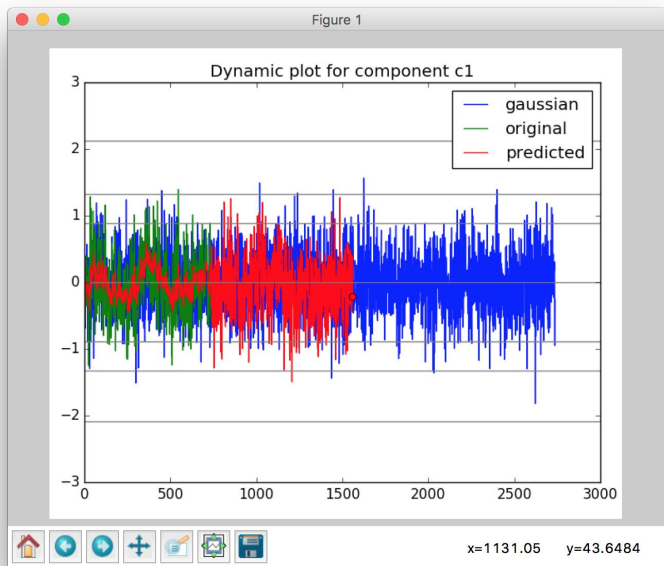 Figure 1
Dynamic plot for component c1
gaussian
original
predicted
3
2
1
0
−1
−2
−3
0 500 1000 1500 2000 2500 3000
x=1131.05 y=43.6484